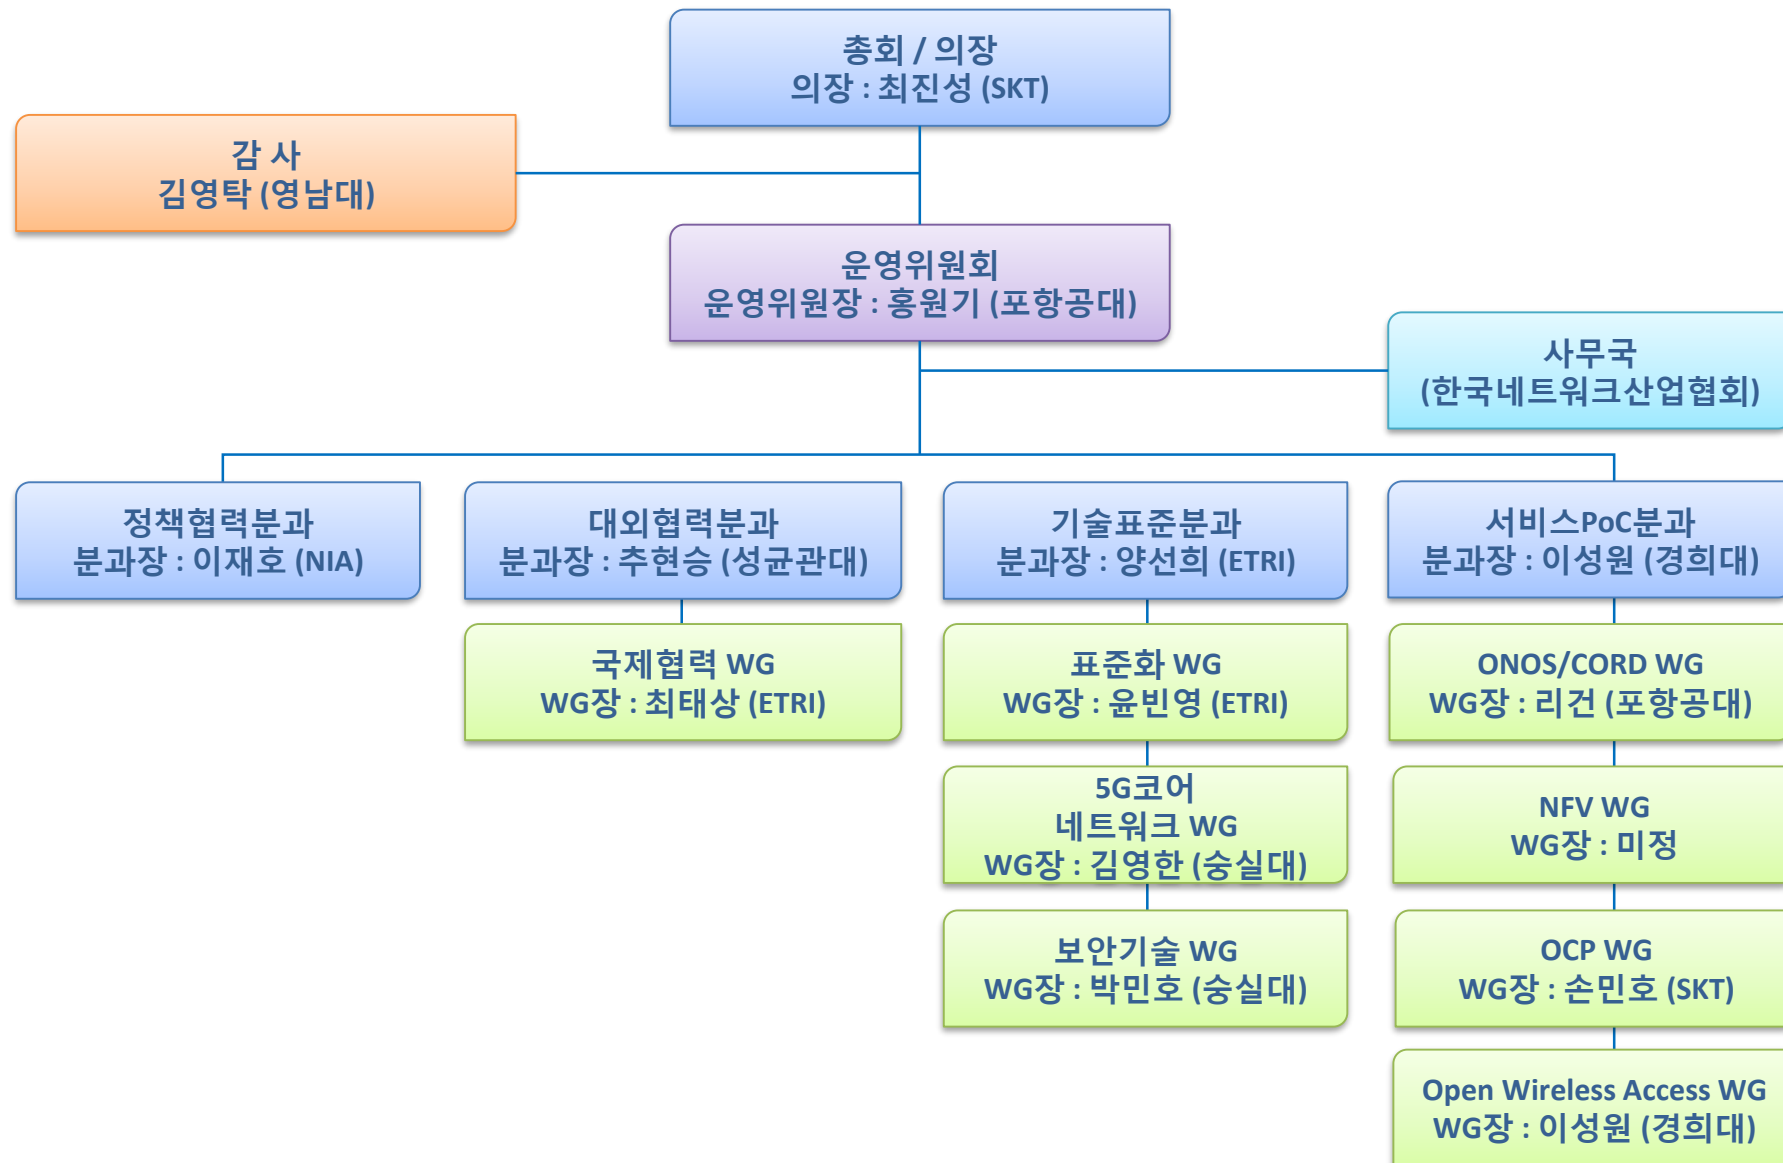 총회 / 의장
의장 : 최진성 (SKT)
감 사
김영탁 (영남대)
운영위원회
운영위원장 : 홍원기 (포항공대)
사무국
(한국네트워크산업협회)
정책협력분과
분과장 : 이재호 (NIA)
대외협력분과
분과장 : 추현승 (성균관대)
기술표준분과
분과장 : 양선희 (ETRI)
서비스PoC분과
분과장 : 이성원 (경희대)
국제협력 WG
WG장 : 최태상 (ETRI)
표준화 WG
WG장 : 윤빈영 (ETRI)
ONOS/CORD WG
WG장 : 리건 (포항공대)
5G코어
네트워크 WG
WG장 : 김영한 (숭실대)
NFV WG
WG장 : 미정
보안기술 WG
WG장 : 박민호 (숭실대)
OCP WG
WG장 : 손민호 (SKT)
Open Wireless Access WG
WG장 : 이성원 (경희대)